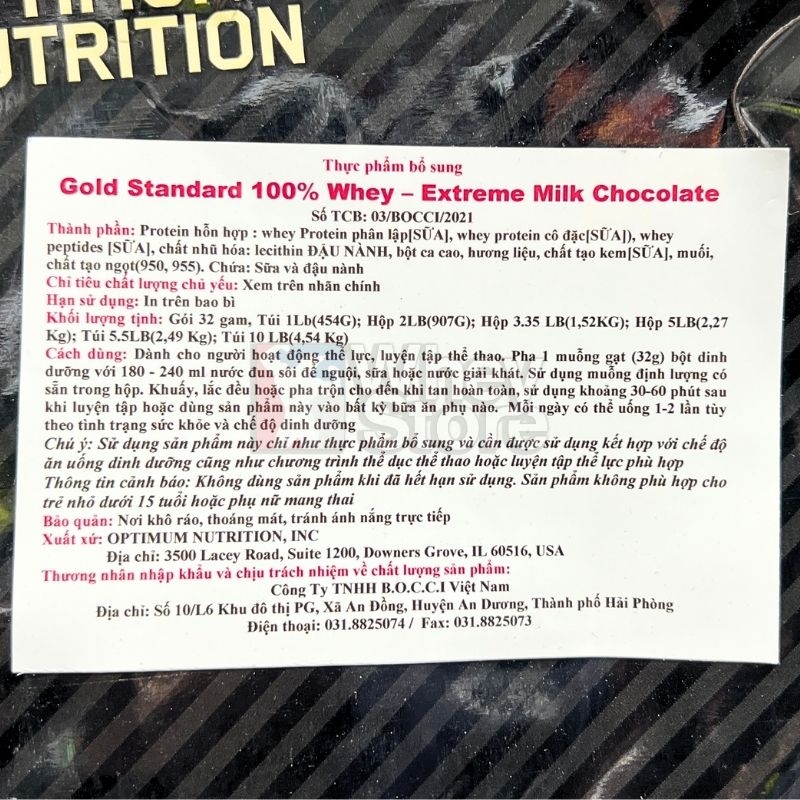 NUTRITION
Thực phẩm bổ sung
Gold Standard 100% Whey – Extreme Milk Chocolate
Số TCB: 03/BOCCI/2021
Thành phần: Protein hỗn hợp : whey Protein phân lập[SỮA], whey protein cô đặc[SỮA]), whey
peptides [SỮA], chất nhũ hóa: lecithin ĐẬU NÀNH, bột ca cao, hương liệu, chất tạo kem[SỮA], muối,
chất tạo ngọt(950, 955). Chứa: Sữa và đậu nành
Chỉ tiêu chất lượng chủ yếu: Xem trên nhãn chính
Hạn sử dụng: In trên bao bì
Khối lượng tịnh: Gói 32 gam, Túi 1Lb(454G); Hộp 2LB(907G); Hộp 3.35 LB(1,52KG); Hộp 5LB(2,27
Kg); Túi 5.5LB(2,49 Kg); Túi 10 LB(4,54 Kg)
Cách dùng: Dành cho người hoạt động thể lực, luyện tập thể thao. Pha 1 muỗng gạt (32g) bột dinh
dưỡng với 180 - 240 ml nước đun sôi để nguội, sữa hoặc nước giải khát. Sử dụng muỗng định lượng có
sẵn trong hộp. Khuấy, lắc đều hoặc pha trộn cho đến khi tan hoàn toàn, sử dụng khoảng 30-60 phút sau
khi luyện tập hoặc dùng sản phẩm này vào bất kỳ bữa ăn phụ nào. Mỗi ngày có thể uống 1-2 lần tùy
theo tình trạng sức khỏe và chế độ dinh dưỡng
Chú ý: Sử dụng sản phẩm này chỉ như thực phẩm bổ sung và cần được sử dụng kết hợp với chế độ
ăn uống dinh dưỡng cũng như chương trình thể dục thể thao hoặc luyện tập thể lực phù hợp
Thông tin cảnh báo: Không dùng sản phẩm khi đã hết hạn sử dụng. Sản phẩm không phù hợp cho
trẻ nhỏ dưới 15 tuổi hoặc phụ nữ mang thai
Bảo quản: Nơi khô ráo, thoáng mát, tránh ánh nắng trực tiếp
Xuất xứ: OPTIMUM NUTRITION, INC
Địa chỉ: 3500 Lacey Road, Suite 1200, Downers Grove, IL 60516, USA
Thương nhân nhập khẩu và chịu trách nhiệm về chất lượng sản phẩm:
Công Ty TNHH B.O.C.C.I Việt Nam
Địa chỉ: Số 10/L6 Khu đô thị PG, Xã An Đồng, Huyện An Dương, Thành phố Hải Phòng
Điện thoại: 031.8825074 / Fax: 031.8825073
Whey
Store